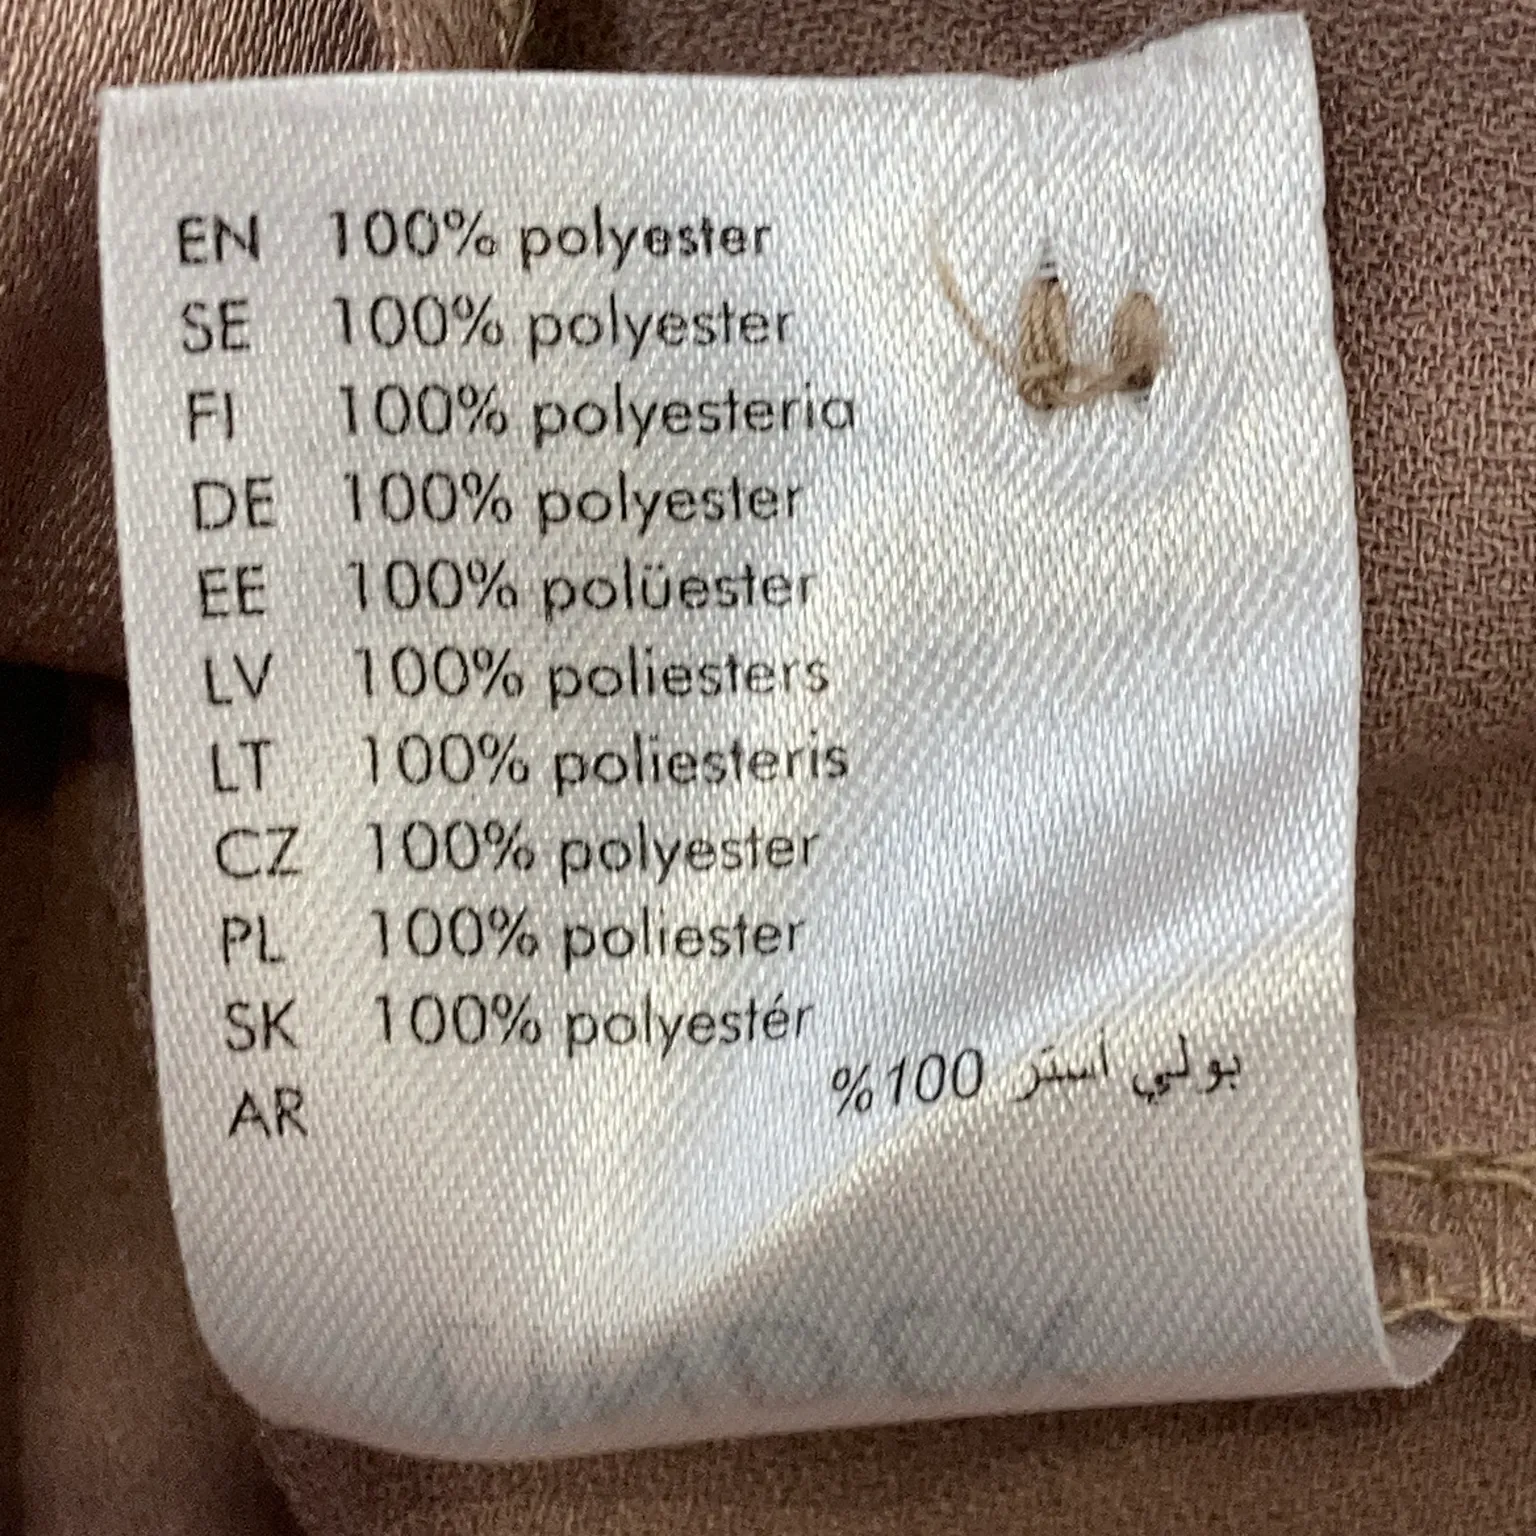 EN 100% polyester
SE 100% polyester
FI 100% polyesteria
DE 100% polyester
EE 100% polüester
LV 100% poliesters
LT 100% poliesteris
CZ 100% polyester
PL 100% poliester
SK 100% polyestér
AR بولي استر 100%